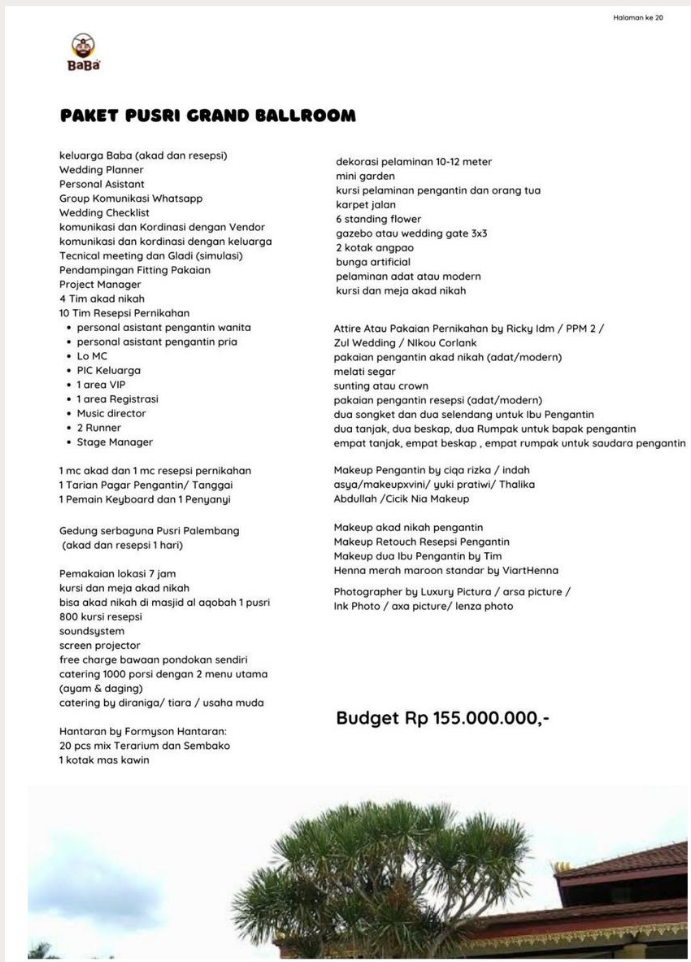 Halaman ke 20
BaBa
PAKET PUSRI GRAND BALLROOM
keluarga Baba (akad dan resepsi)
Wedding Planner
Personal Asistant
Group Komunikasi Whatsapp
Wedding Checklist
komunikasi dan Kordinasi dengan Vendor
komunikasi dan kordinasi dengan keluarga
Tecnical meeting dan Gladi (simulasi)
Pendampingan Fitting Pakaian
Project Manager
4 Tim akad nikah
10 Tim Resepsi Pernikahan
• personal asistant pengantin wanita
• personal asistant pengantin pria
• Lo MC
• PIC Keluarga
• 1 area VIP
• 1 area Registrasi
• Music director
• 2 Runner
• Stage Manager
1 mc akad dan 1 mc resepsi pernikahan
1 Tarian Pagar Pengantin/ Tanggai
1 Pemain Keyboard dan 1 Penyanyi
Gedung serbaguna Pusri Palembang
(akad dan resepsi 1 hari)
Pemakaian lokasi 7 jam
kursi dan meja akad nikah
bisa akad nikah di masjid al aqobah 1 pusri
800 kursi resepsi
soundsystem
screen projector
free charge bawaan pondokan sendiri
catering 1000 porsi dengan 2 menu utama
(ayam & daging)
catering by diraniga/ tiara / usaha muda
Hantaran by Formyson Hantaran:
20 pcs mix Terarium dan Sembako
1 kotak mas kawin
dekorasi pelaminan 10-12 meter
mini garden
kursi pelaminan pengantin dan orang tua
karpet jalan
6 standing flower
gazebo atau wedding gate 3x3
2 kotak angpao
bunga artificial
pelaminan adat atau modern
kursi dan meja akad nikah
Attire Atau Pakaian Pernikahan by Ricky Idm / PPM 2 /
Zul Wedding / NIkou Corlank
pakaian pengantin akad nikah (adat/modern)
melati segar
sunting atau crown
pakaian pengantin resepsi (adat/modern)
dua songket dan dua selendang untuk Ibu Pengantin
dua tanjak, dua beskap, dua Rumpak untuk bapak pengantin
empat tanjak, empat beskap , empat rumpak untuk saudara pengantin
Makeup Pengantin by ciqa rizka / indah
asya/makeupxvini/ yuki pratiwi/ Thalika
Abdullah /Cicik Nia Makeup
Makeup akad nikah pengantin
Makeup Retouch Resepsi Pengantin
Makeup dua Ibu Pengantin by Tim
Henna merah maroon standar by ViartHenna
Photographer by Luxury Pictura / arsa picture /
Ink Photo / axa picture/ lenza photo
Budget Rp 155.000.000,-